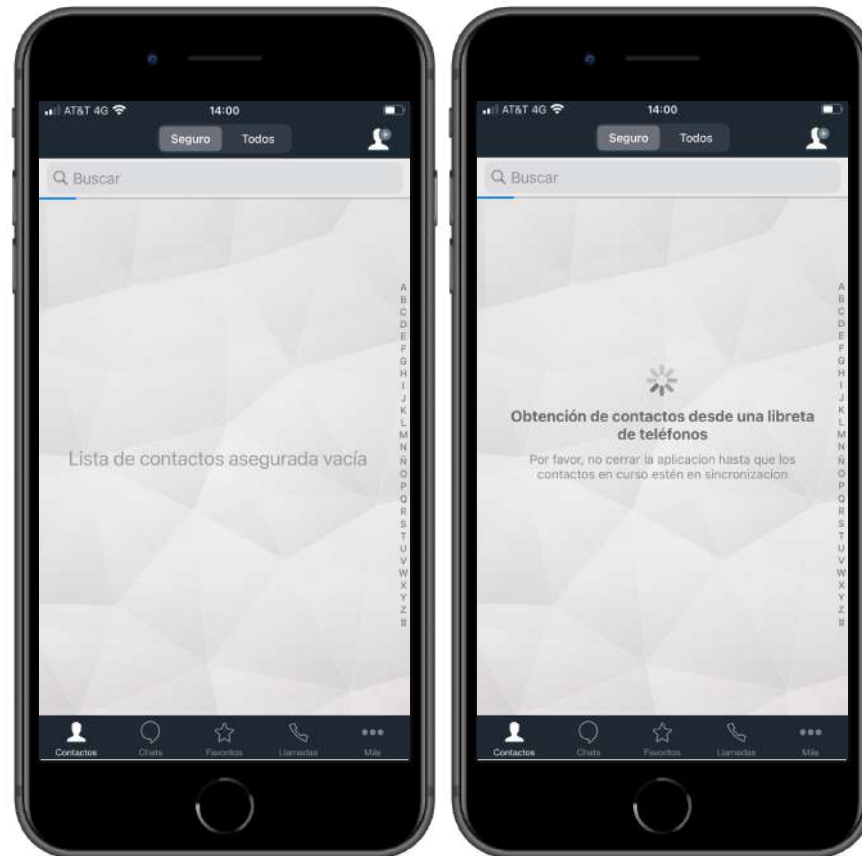 AT&T 4G
14:00
Seguro
Todos
Buscar
A
B
C
D
E
F
G
H
I
J
K
L
M
N
Ñ
O
P
Q
R
S
T
U
V
W
X
Y
Z
#
Lista de contactos asegurada vacía
Contactos
Chats
Favoritos
Llamadas
Más
AT&T 4G
14:00
Seguro
Todos
Buscar
A
B
C
D
E
F
G
H
I
J
K
L
M
N
Ñ
O
P
Q
R
S
T
U
V
W
X
Y
Z
#
Obtención de contactos desde una libreta
de teléfonos
Por favor, no cerrar la aplicacion hasta que los
contactos en curso estén en sincronizacion
Contactos
Chats
Favoritos
Llamadas
Más